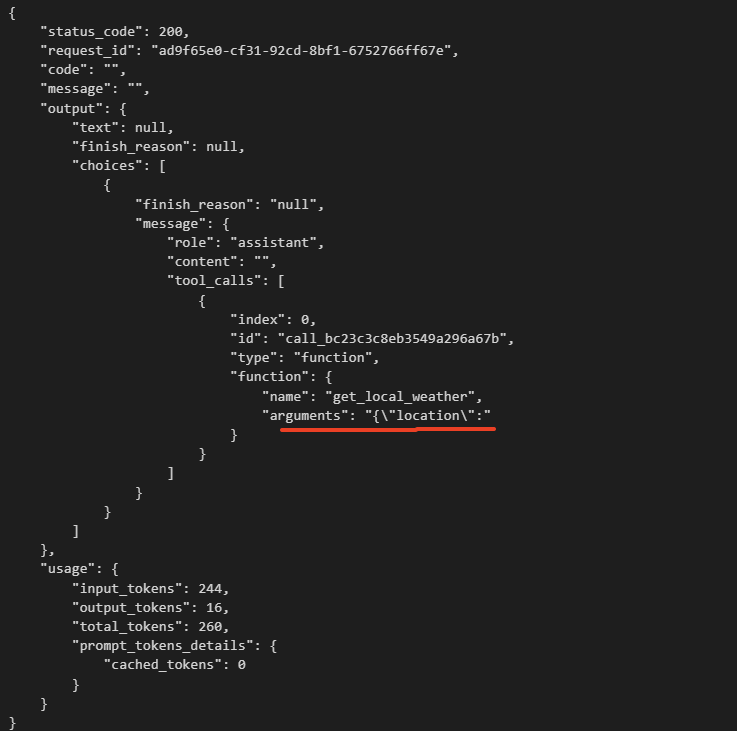 {
    "status_code": 200,
    "request_id": "ad9f65e0-cf31-92cd-8bf1-6752766ff67e",
    "code": "",
    "message": "",
    "output": {
        "text": null,
        "finish_reason": null,
        "choices": [
            {
                "finish_reason": "null",
                "message": {
                    "role": "assistant",
                    "content": "",
                    "tool_calls": [
                        {
                            "index": 0,
                            "id": "call_bc23c3c8eb3549a296a67b",
                            "type": "function",
                            "function": {
                                "name": "get_local_weather",
                                "arguments": "{\"location\":"
                            }
                        }
                    ]
                }
            }
        ]
    },
    "usage": {
        "input_tokens": 244,
        "output_tokens": 16,
        "total_tokens": 260,
        "prompt_tokens_details": {
            "cached_tokens": 0
        }
    }
}